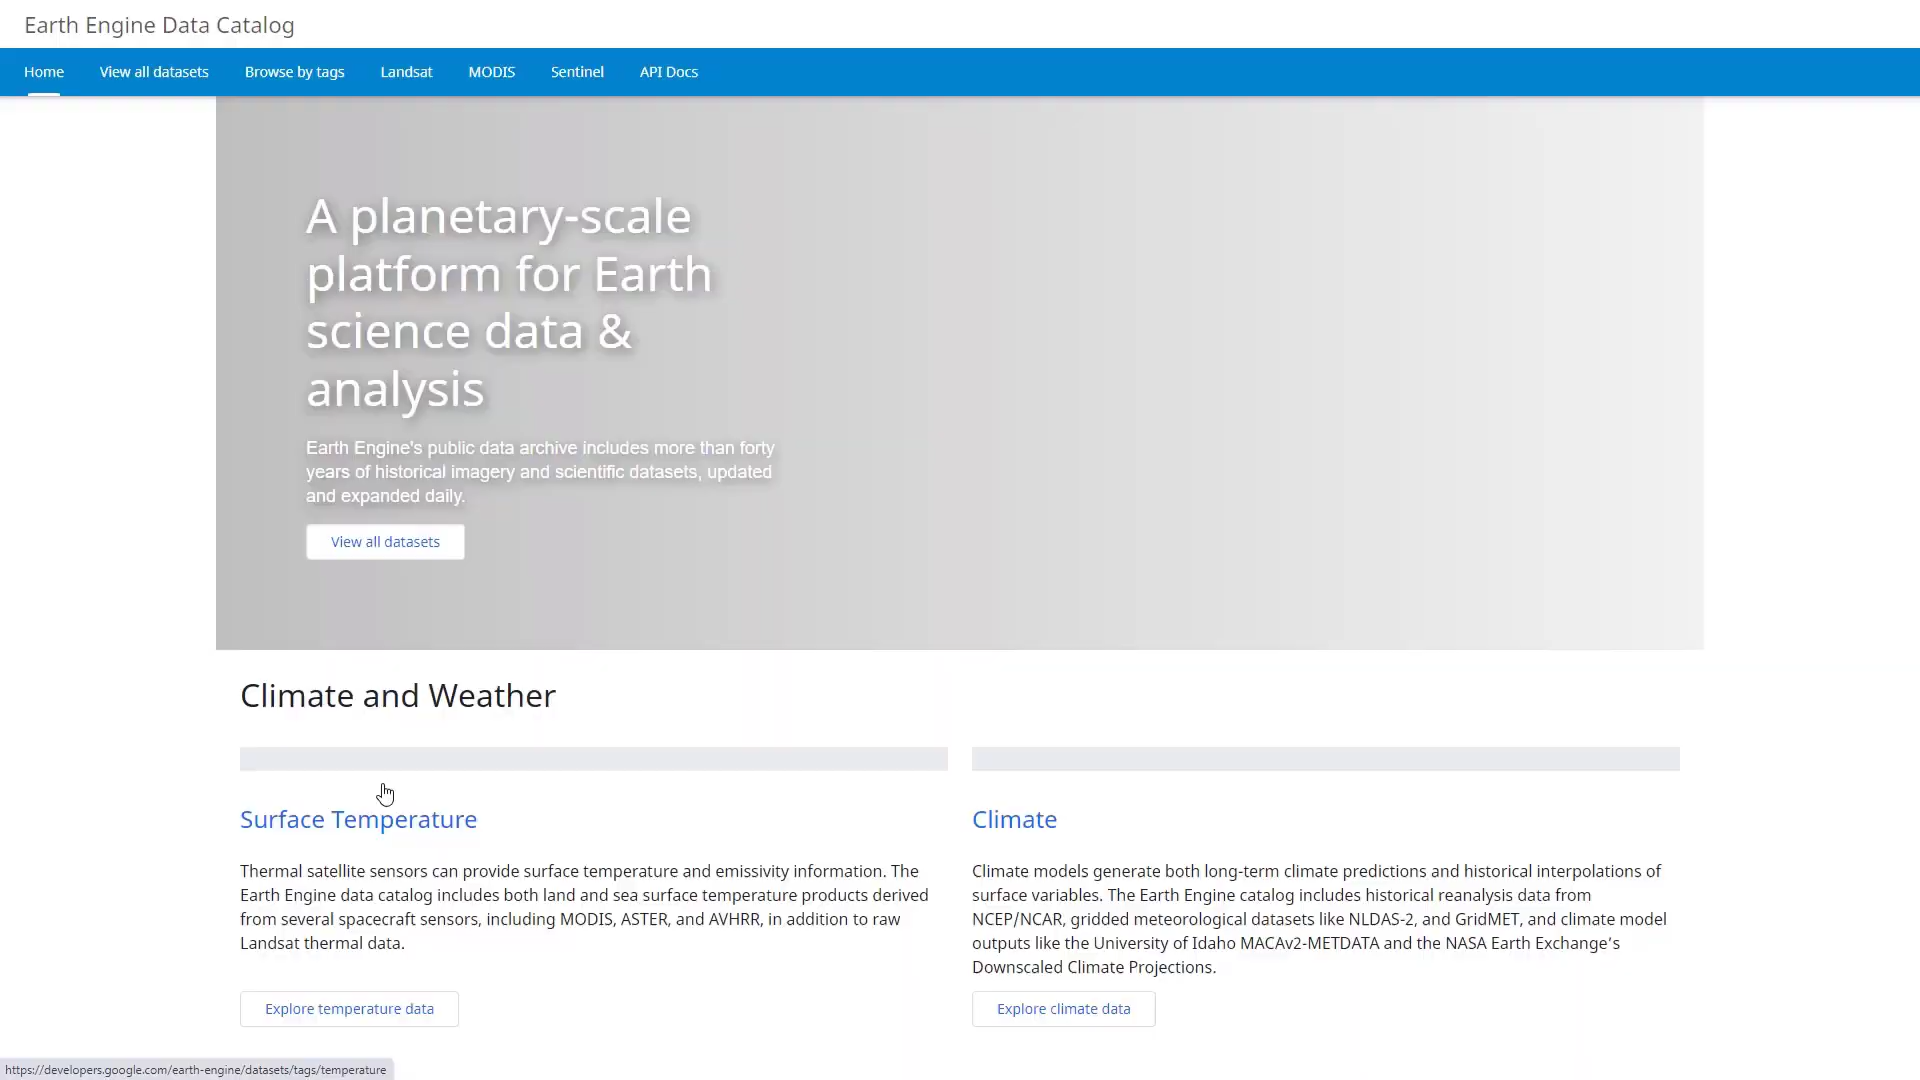 Earth Engine Data Catalog
Home View all datasets Browse by tags Landsat MODIS Sentinel API Docs
A planetary-scale
platform for Earth
science data &
analysis
Earth Engine's public data archive includes more than forty
years of historical imagery and scientific datasets, updated
and expanded daily.
View all datasets
Climate and Weather
Surface Temperature
Thermal satellite sensors can provide surface temperature and emissivity information. The
Earth Engine data catalog includes both land and sea surface temperature products derived
from several spacecraft sensors, including MODIS, ASTER, and AVHRR, in addition to raw
Landsat thermal data.
Explore temperature data
Climate
Climate models generate both long-term climate predictions and historical interpolations of
surface variables. The Earth Engine catalog includes historical reanalysis data from
NCEP/NCAR, gridded meteorological datasets like NLDAS-2, and GridMET, and climate model
outputs like the University of Idaho MACAv2-METDATA and the NASA Earth Exchange's
Downscaled Climate Projections.
Explore climate data
https://developers.google.com/earth-engine/datasets/tags/temperature